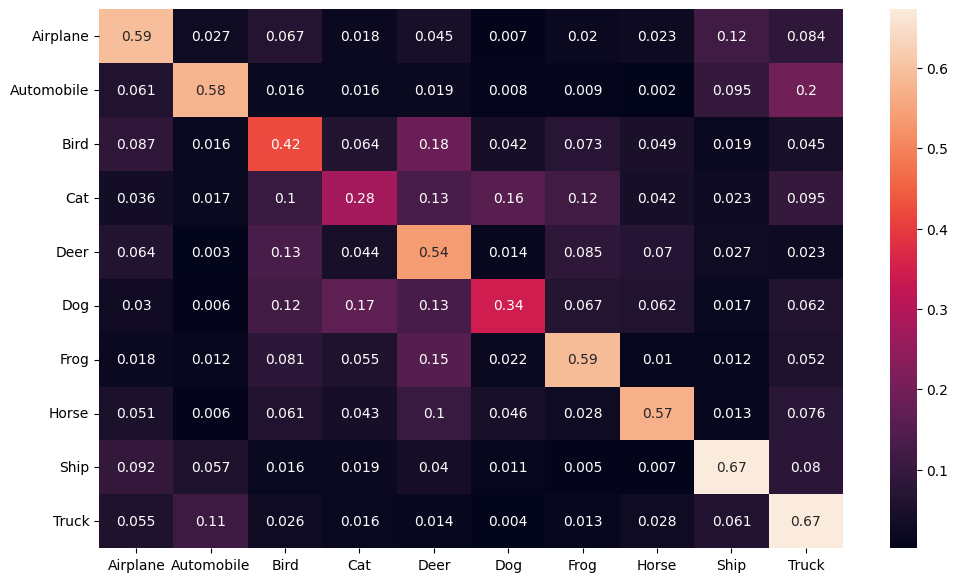 Airplane 0.59 0.027 0.067 0.018 0.045 0.007 0.02 0.023 0.12 0.084
Automobile 0.061 0.58 0.016 0.016 0.019 0.008 0.009 0.002 0.095 0.2
Bird 0.087 0.016 0.42 0.064 0.18 0.042 0.073 0.049 0.019 0.045
Cat 0.036 0.017 0.1 0.28 0.13 0.16 0.12 0.042 0.023 0.095
Deer 0.064 0.003 0.13 0.044 0.54 0.014 0.085 0.07 0.027 0.023
Dog 0.03 0.006 0.12 0.17 0.13 0.34 0.067 0.062 0.017 0.062
Frog 0.018 0.012 0.081 0.055 0.15 0.022 0.59 0.01 0.012 0.052
Horse 0.051 0.006 0.061 0.043 0.1 0.046 0.028 0.57 0.013 0.076
Ship 0.092 0.057 0.016 0.019 0.04 0.011 0.005 0.007 0.67 0.08
Truck 0.055 0.11 0.026 0.016 0.014 0.004 0.013 0.028 0.061 0.67
Airplane Automobile Bird Cat Deer Dog Frog Horse Ship Truck
0.6
0.5
0.4
0.3
0.2
0.1